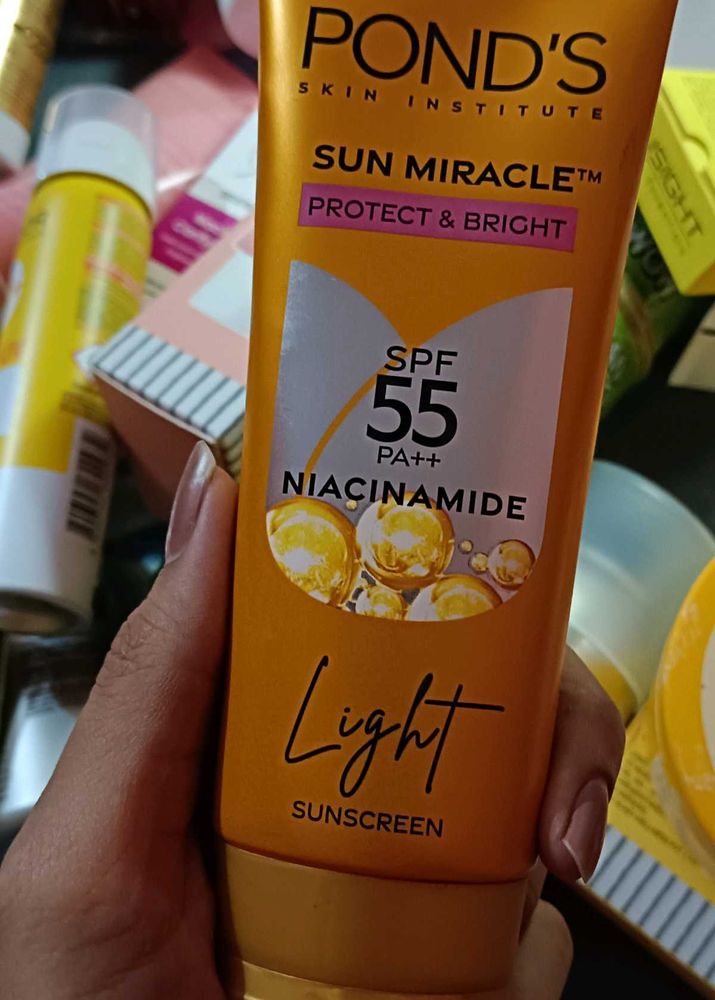 POND'S
SKIN INSTITUTE
SUN MIRACLE™
PROTECT & BRIGHT
SPF
55
PA++
NIACINAMIDE
Light
SUNSCREEN